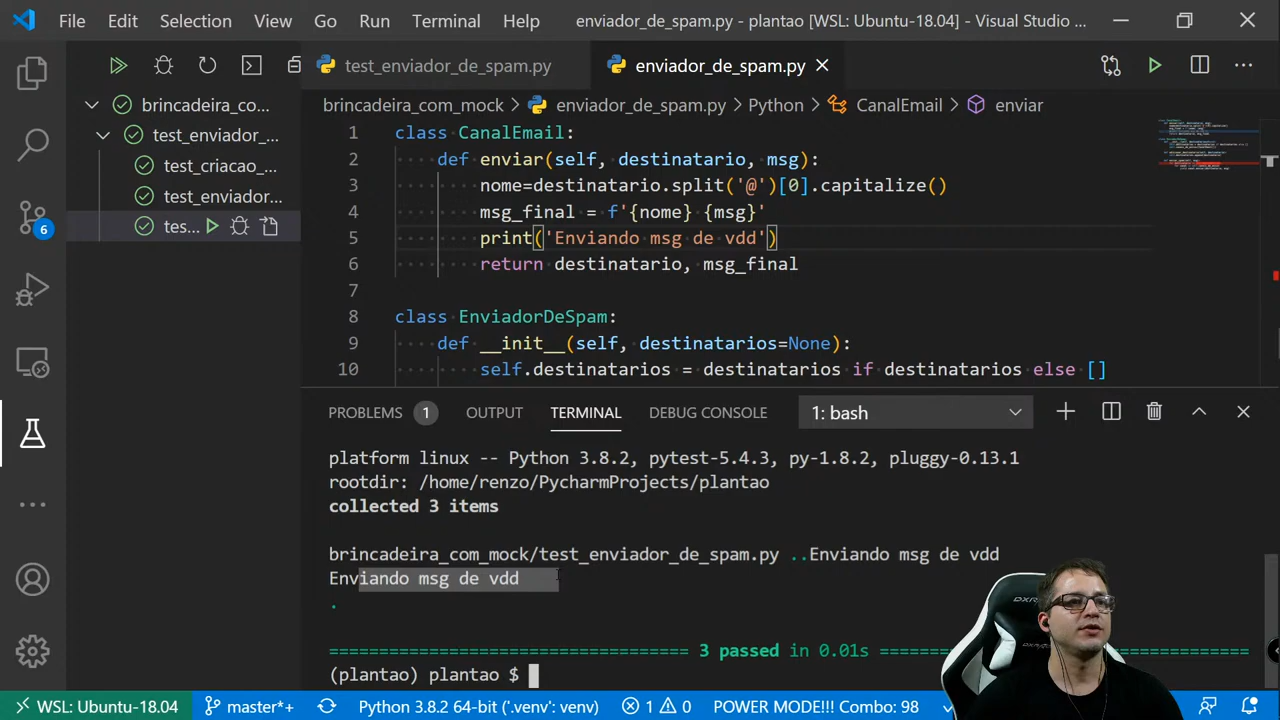 File Edit Selection View Go Run Terminal Help enviador_de_spam.py - plantao [WSL: Ubuntu-18.04] - Visual Studio ...
test_enviador_de_spam.py enviador_de_spam.py
brincadeira_co...
test_enviador_...
test_criacao_...
test_enviador...
tes...
6
brincadeira_com_mock > enviador_de_spam.py > Python > CanalEmail > enviar
1 class CanalEmail:
2 def enviar(self, destinatario, msg):
3 nome=destinatario.split('@')[0].capitalize()
4 msg_final = f'{nome} {msg}'
5 print('Enviando msg de vdd')
6 return destinatario, msg_final
7
8 class EnviadorDeSpam:
9 def __init__(self, destinatarios=None):
10 self.destinatarios = destinatarios if destinatarios else []
PROBLEMS 1 OUTPUT TERMINAL DEBUG CONSOLE 1: bash
platform linux -- Python 3.8.2, pytest-5.4.3, py-1.8.2, pluggy-0.13.1
rootdir: /home/renzo/PycharmProjects/plantao
collected 3 items
brincadeira_com_mock/test_enviador_de_spam.py ..Enviando msg de vdd
Enviando msg de vdd
.
================================== 3 passed in 0.01s ==================================
(plantao) plantao $
WSL: Ubuntu-18.04 master*+ Python 3.8.2 64-bit ('.venv': venv) 1 0 POWER MODE!!! Combo: 98